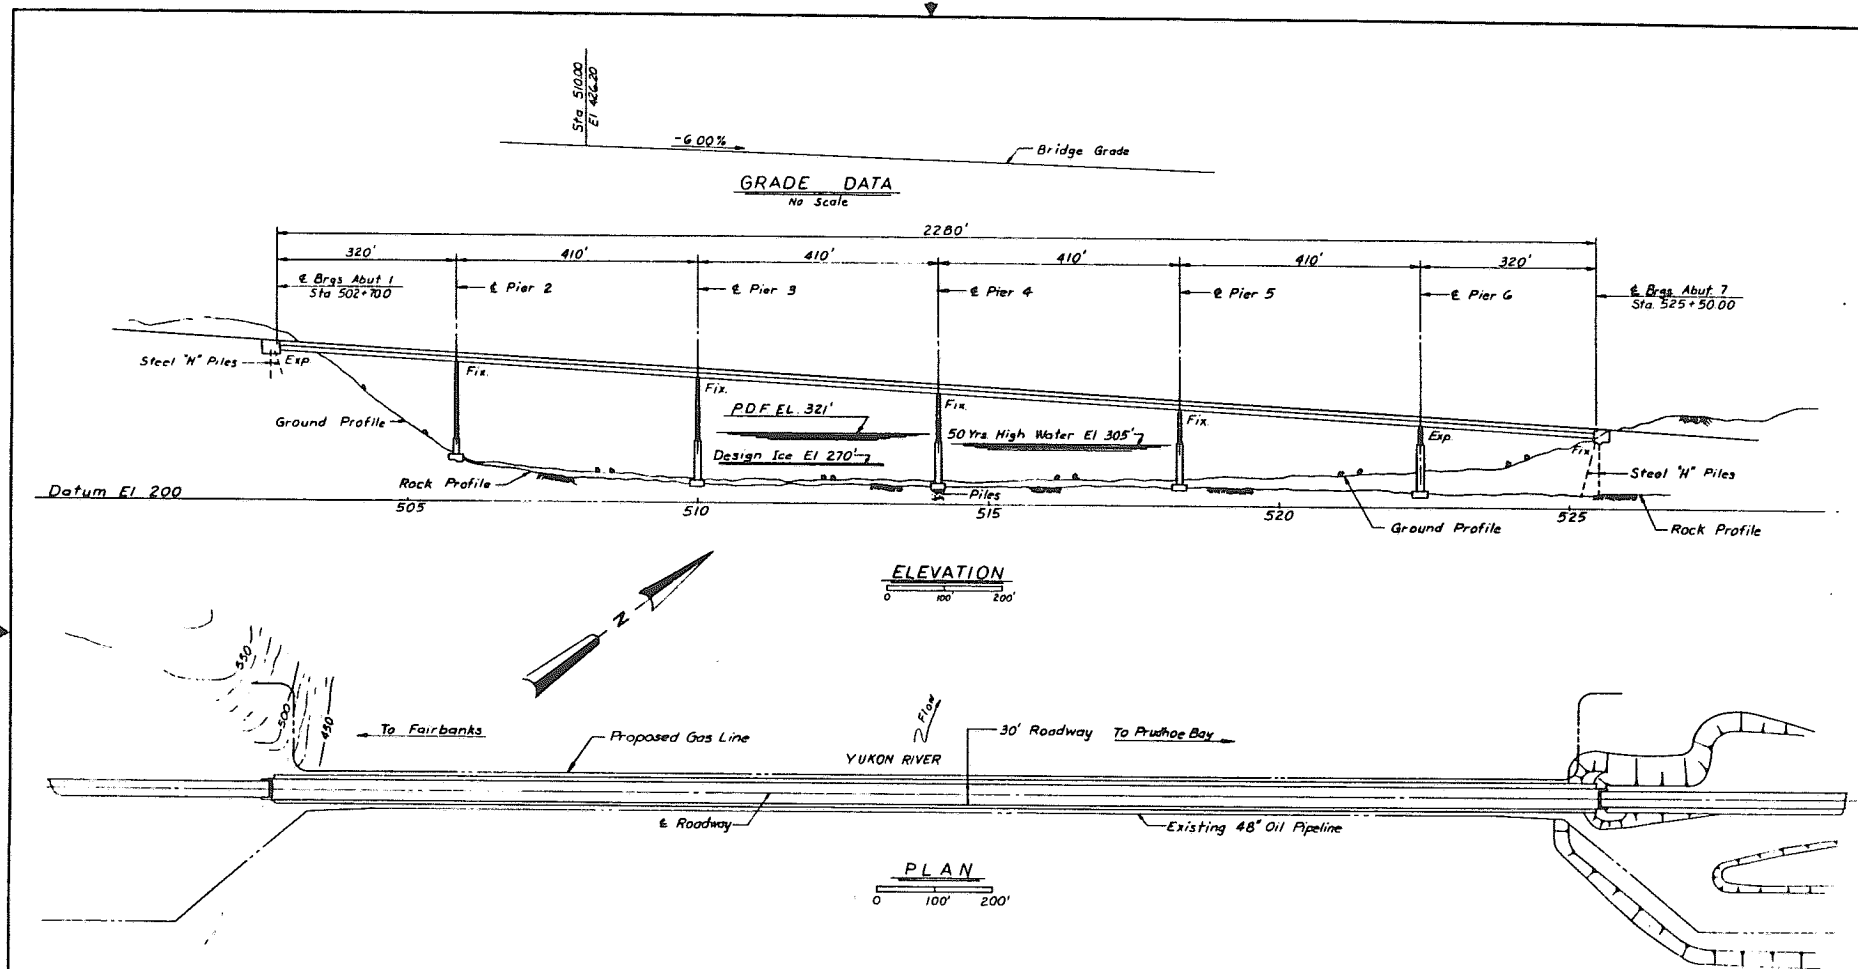 Sta 510.00
El 426.20
-6.00%
Bridge Grade
GRADE DATA
No Scale
2280'
320' 410' 410' 410' 410' 320'
℄ Brgs Abut 1
Sta 502+70.0
℄ Pier 2
℄ Pier 3
℄ Pier 4
℄ Pier 5
℄ Pier 6
℄ Brgs Abut. 7
Sta. 525+50.00
Steel "H" Piles
Exp.
Fix.
Fix.
Fix.
Fix.
Exp.
Fix
Ground Profile
P.D.F. EL. 321'
50 Yrs. High Water El 305'
Design Ice El 270'
Rock Profile
Piles
Steel "H" Piles
Datum El 200
505 510 515 520 525
Ground Profile
Rock Profile
ELEVATION
0 100' 200'
N
550
500
450
To Fairbanks
Proposed Gas Line
Flow
YUKON RIVER
30' Roadway
To Prudhoe Bay
℄ Roadway
Existing 48" Oil Pipeline
PLAN
0 100' 200'